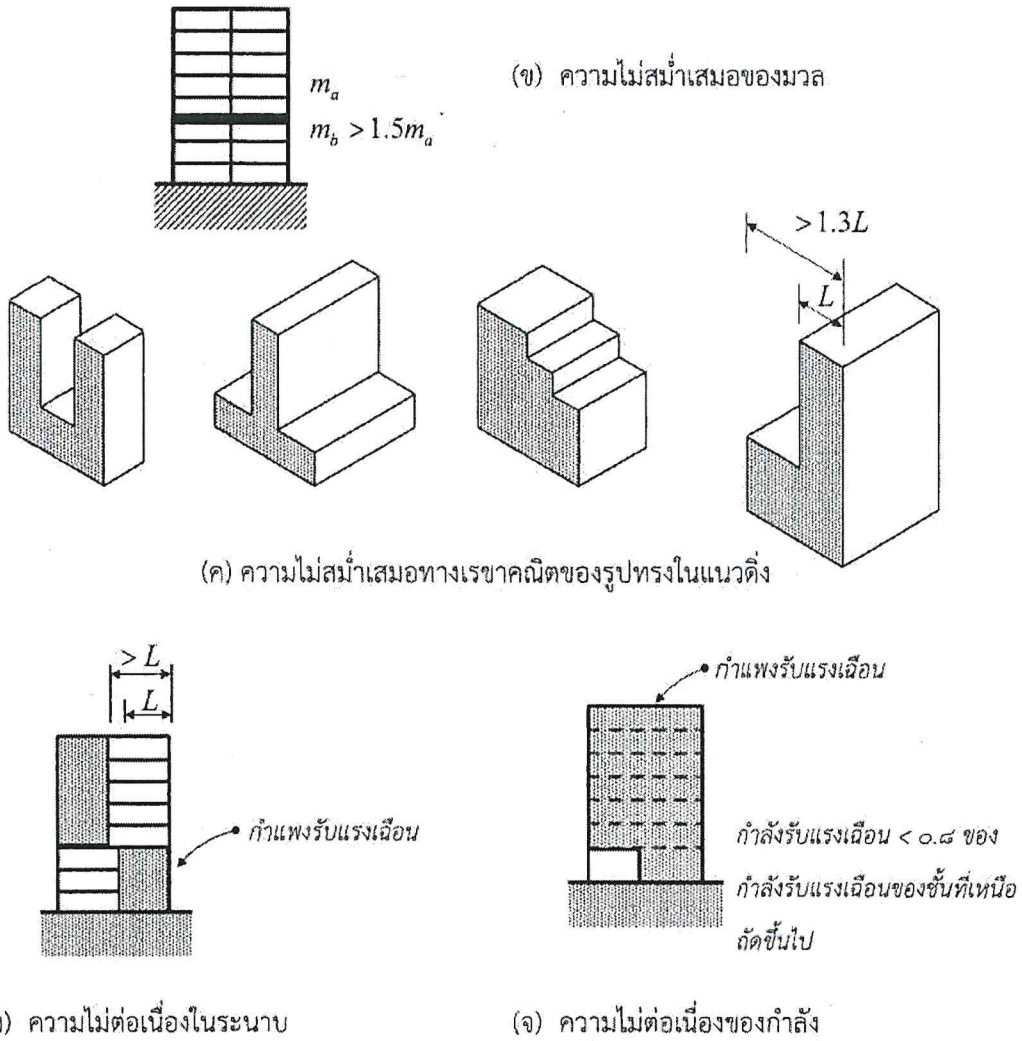 (ข) ความไม่สม่ำเสมอของมวล
m_a
m_b > 1.5m_a
> 1.3L
L
(ค) ความไม่สม่ำเสมอทางเรขาคณิตของรูปทรงในแนวดิ่ง
> L
L
กำแพงรับแรงเฉือน
กำแพงรับแรงเฉือน
กำลังรับแรงเฉือน < ๐.๘ ของ
กำลังรับแรงเฉือนของชั้นที่เหนือ
ถัดขึ้นไป
) ความไม่ต่อเนื่องในระนาบ
(จ) ความไม่ต่อเนื่องของกำลัง